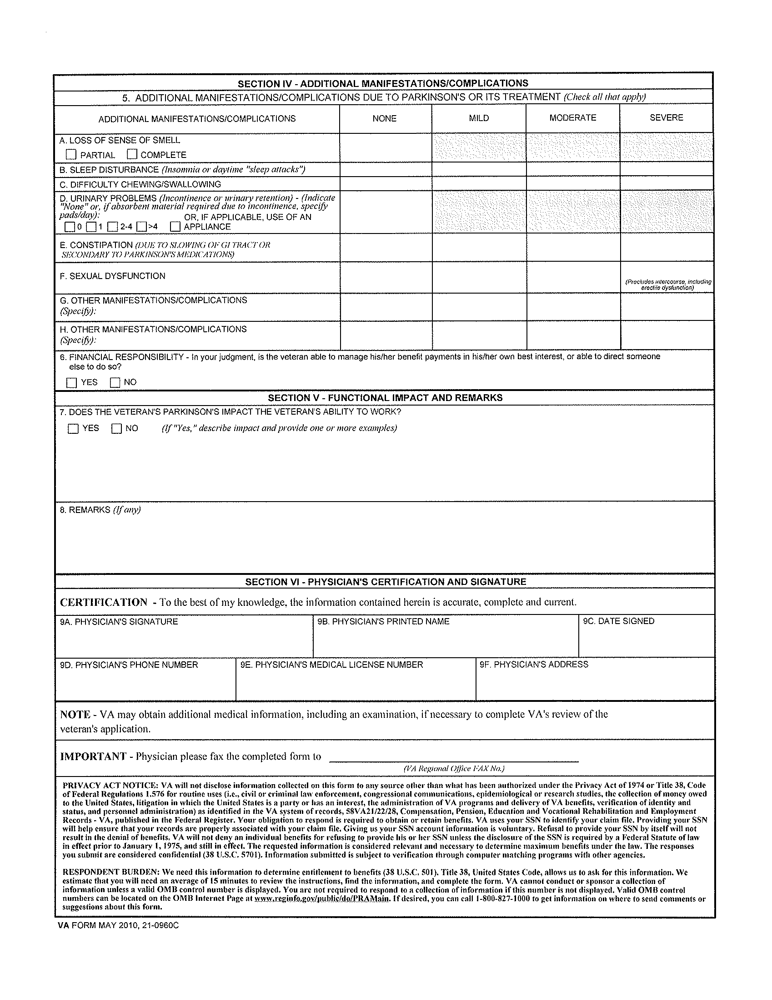 SECTION IV - ADDITIONAL MANIFESTATIONS/COMPLICATIONS
5. ADDITIONAL MANIFESTATIONS/COMPLICATIONS DUE TO PARKINSON'S OR ITS TREATMENT (Check all that apply)
ADDITIONAL MANIFESTATIONS/COMPLICATIONS NONE MILD MODERATE SEVERE
A. LOSS OF SENSE OF SMELL
PARTIAL COMPLETE
B. SLEEP DISTURBANCE (Insomnia or daytime "sleep attacks")
C. DIFFICULTY CHEWING/SWALLOWING
D. URINARY PROBLEMS (Incontinence or urinary retention) - (Indicate
"None" or, if absorbent material required due to incontinence, specify
pads/day): OR, IF APPLICABLE, USE OF AN
0 1 2-4 >4 APPLIANCE
E. CONSTIPATION (DUE TO SLOWING OF GI TRACT OR
SECONDARY TO PARKINSON'S MEDICATIONS)
F. SEXUAL DYSFUNCTION
(Precludes intercourse, including
erectile dysfunction)
G. OTHER MANIFESTATIONS/COMPLICATIONS
(Specify):
H. OTHER MANIFESTATIONS/COMPLICATIONS
(Specify):
6. FINANCIAL RESPONSIBILITY - In your judgment, is the veteran able to manage his/her benefit payments in his/her own best interest, or able to direct someone
else to do so?
YES NO
SECTION V - FUNCTIONAL IMPACT AND REMARKS
7. DOES THE VETERAN'S PARKINSON'S IMPACT THE VETERAN'S ABILITY TO WORK?
YES NO (If "Yes," describe impact and provide one or more examples)
8. REMARKS (If any)
SECTION VI - PHYSICIAN'S CERTIFICATION AND SIGNATURE
CERTIFICATION - To the best of my knowledge, the information contained herein is accurate, complete and current.
9A. PHYSICIAN'S SIGNATURE 9B. PHYSICIAN'S PRINTED NAME 9C. DATE SIGNED
9D. PHYSICIAN'S PHONE NUMBER 9E. PHYSICIAN'S MEDICAL LICENSE NUMBER 9F. PHYSICIAN'S ADDRESS
NOTE - VA may obtain additional medical information, including an examination, if necessary to complete VA's review of the
veteran's application.
IMPORTANT - Physician please fax the completed form to
(VA Regional Office FAX No.)
PRIVACY ACT NOTICE: VA will not disclose information collected on this form to any source other than what has been authorized under the Privacy Act of 1974 or Title 38, Code
of Federal Regulations 1.576 for routine uses (i.e., civil or criminal law enforcement, congressional communications, epidemiological or research studies, the collection of money owed
to the United States, litigation in which the United States is a party or has an interest, the administration of VA programs and delivery of VA benefits, verification of identity and
status, and personnel administration) as identified in the VA system of records, 58VA21/22/28, Compensation, Pension, Education and Vocational Rehabilitation and Employment
Records - VA, published in the Federal Register. Your obligation to respond is required to obtain or retain benefits. VA uses your SSN to identify your claim file. Providing your SSN
will help ensure that your records are properly associated with your claim file. Giving us your SSN account information is voluntary. Refusal to provide your SSN by itself will not
result in the denial of benefits. VA will not deny an individual benefits for refusing to provide his or her SSN unless the disclosure of the SSN is required by a Federal Statute of law
in effect prior to January 1, 1975, and still in effect. The requested information is considered relevant and necessary to determine maximum benefits under the law. The responses
you submit are considered confidential (38 U.S.C. 5701). Information submitted is subject to verification through computer matching programs with other agencies.
RESPONDENT BURDEN: We need this information to determine entitlement to benefits (38 U.S.C. 501). Title 38, United States Code, allows us to ask for this information. We
estimate that you will need an average of 15 minutes to review the instructions, find the information, and complete the form. VA cannot conduct or sponsor a collection of
information unless a valid OMB control number is displayed. You are not required to respond to a collection of information if this number is not displayed. Valid OMB control
numbers can be located on the OMB Internet Page at www.reginfo.gov/public/do/PRAMain. If desired, you can call 1-800-827-1000 to get information on where to send comments or
suggestions about this form.
VA FORM MAY 2010, 21-0960C